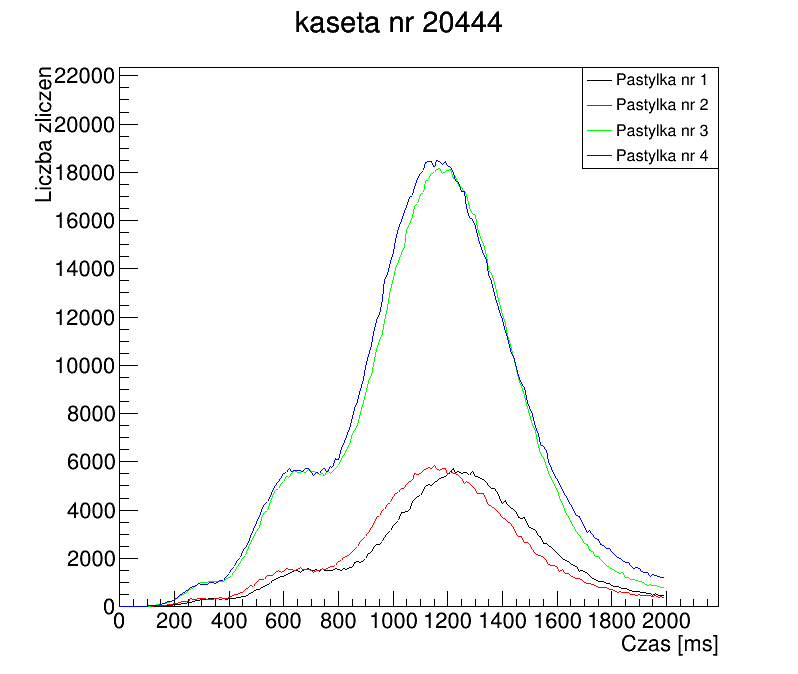 kaseta nr 20444
Liczba zliczen
22000
20000
18000
16000
14000
12000
10000
8000
6000
4000
2000
0
Pastylka nr 1
Pastylka nr 2
Pastylka nr 3
Pastylka nr 4
0 200 400 600 800 1000 1200 1400 1600 1800 2000
Czas [ms]